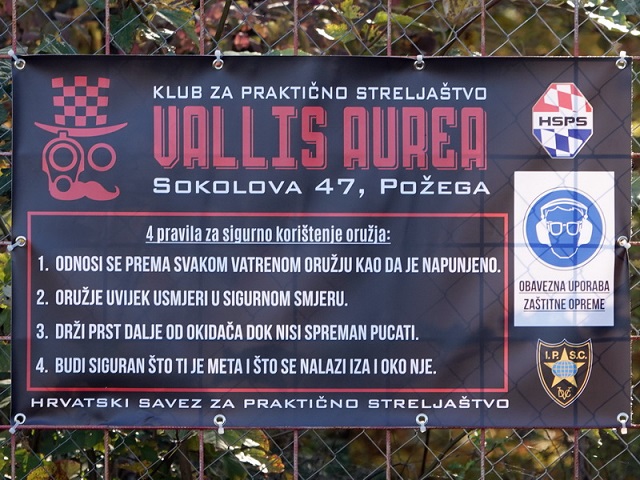 KLUB ZA PRAKTIČNO STRELJAŠTVO
VALLIS AUREA
SOKOLOVA 47, POŽEGA
HSPS
4 pravila za sigurno korištenje oružja:
1. ODNOSI SE PREMA SVAKOM VATRENOM ORUŽJU KAO DA JE NAPUNJENO.
2. ORUŽJE UVIJEK USMJERI U SIGURNOM SMJERU.
3. DRŽI PRST DALJE OD OKIDAČA DOK NISI SPREMAN PUCATI.
4. BUDI SIGURAN ŠTO TI JE META I ŠTO SE NALAZI IZA I OKO NJE.
OBAVEZNA UPORABA
ZAŠTITNE OPREME
I.P.S.C.
HRVATSKI SAVEZ ZA PRAKTIČNO STRELJAŠTVO